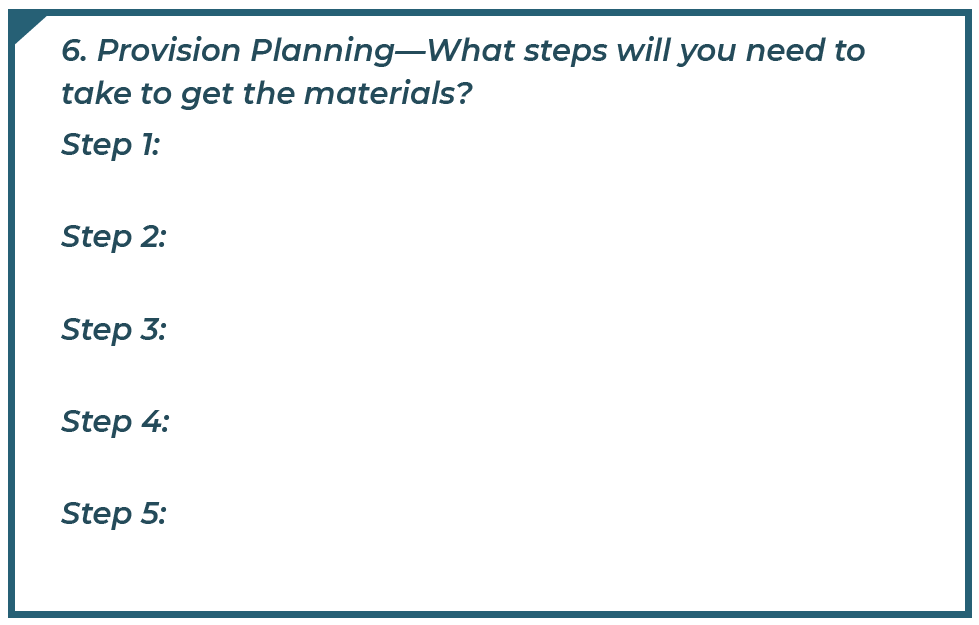 6. Provision Planning—What steps will you need to
take to get the materials?
Step 1:
Step 2:
Step 3:
Step 4:
Step 5: